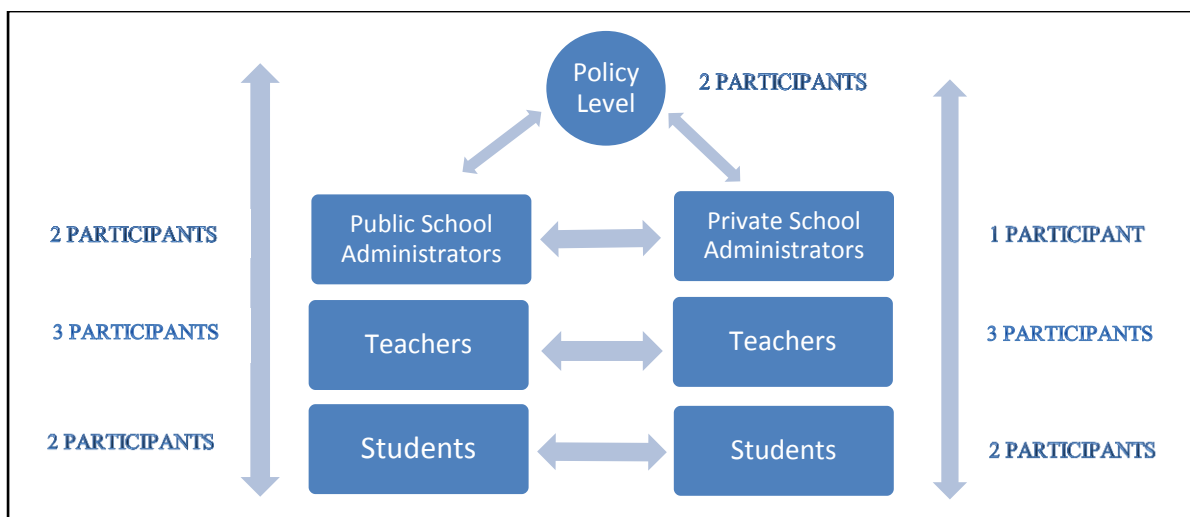 Policy
Level
2 PARTICIPANTS
2 PARTICIPANTS
Public School
Administrators
Private School
Administrators
1 PARTICIPANT
3 PARTICIPANTS
Teachers
Teachers
3 PARTICIPANTS
2 PARTICIPANTS
Students
Students
2 PARTICIPANTS